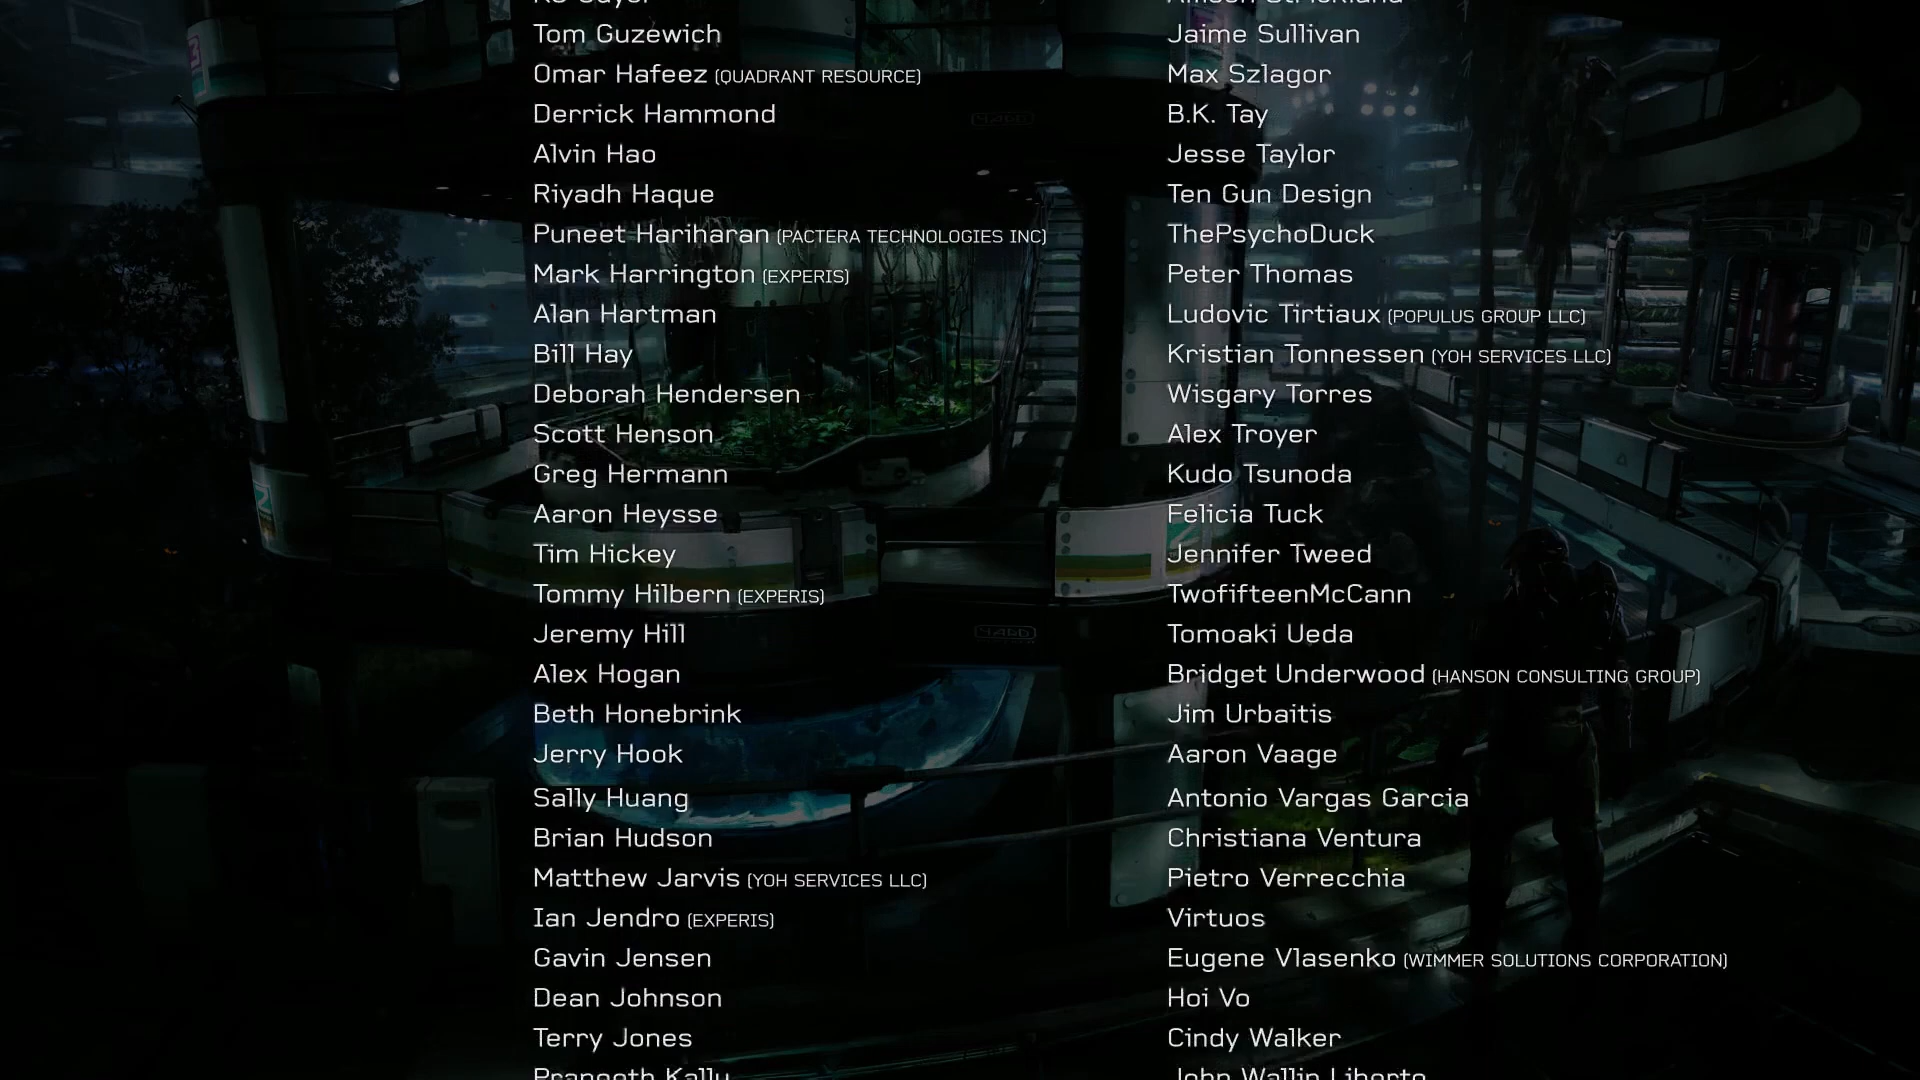 Tom Guzewich
Omar Hafeez (QUADRANT RESOURCE)
Derrick Hammond
Alvin Hao
Riyadh Haque
Puneet Hariharan (PACTERA TECHNOLOGIES INC)
Mark Harrington (EXPERIS)
Alan Hartman
Bill Hay
Deborah Hendersen
Scott Henson
Greg Hermann
Aaron Heysse
Tim Hickey
Tommy Hilbern (EXPERIS)
Jeremy Hill
Alex Hogan
Beth Honebrink
Jerry Hook
Sally Huang
Brian Hudson
Matthew Jarvis (YOH SERVICES LLC)
Ian Jendro (EXPERIS)
Gavin Jensen
Dean Johnson
Terry Jones
Praneeth Kally
Jaime Sullivan
Max Szlagor
B.K. Tay
Jesse Taylor
Ten Gun Design
ThePsychoDuck
Peter Thomas
Ludovic Tirtiaux (POPULUS GROUP LLC)
Kristian Tonnessen (YOH SERVICES LLC)
Wisgary Torres
Alex Troyer
Kudo Tsunoda
Felicia Tuck
Jennifer Tweed
TwofifteenMcCann
Tomoaki Ueda
Bridget Underwood (HANSON CONSULTING GROUP)
Jim Urbaitis
Aaron Vaage
Antonio Vargas Garcia
Christiana Ventura
Pietro Verrecchia
Virtuos
Eugene Vlasenko (WIMMER SOLUTIONS CORPORATION)
Hoi Vo
Cindy Walker
John Wallin Liberto